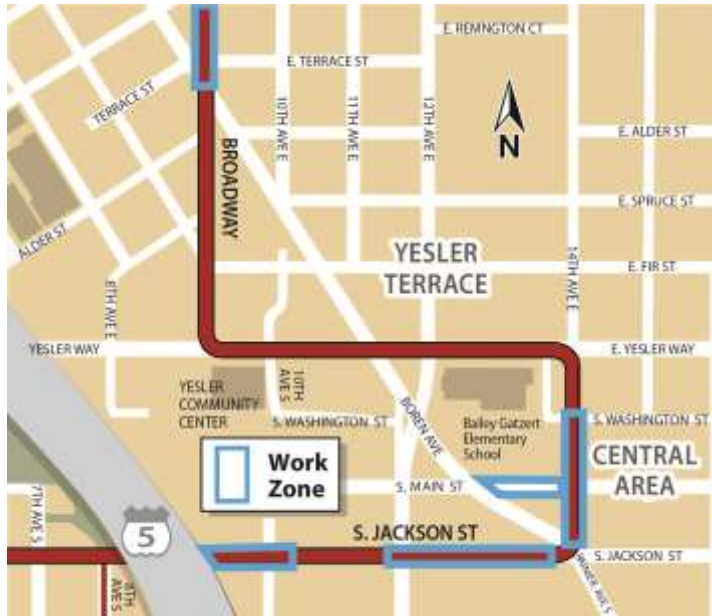 E. REMINGTON CT
E. TERRACE ST
TERRACE ST
10TH AVE E
11TH AVE E
12TH AVE E
N
E. ALDER ST
BROADWAY
E. SPRUCE ST
ALDER ST
YESLER
TERRACE
14TH AVE E
E. FIR ST
8TH AVE E
YESLER WAY
E. YESLER WAY
10TH
AVE S
YESLER
COMMUNITY
CENTER
S. WASHINGTON ST
BOREN AVE
Bailey Gatzert
Elementary
School
S. WASHINGTON ST
CENTRAL
AREA
Work
Zone
S. MAIN ST
7TH AVE S
5
S. JACKSON ST
S. JACKSON ST
8TH
AVE S